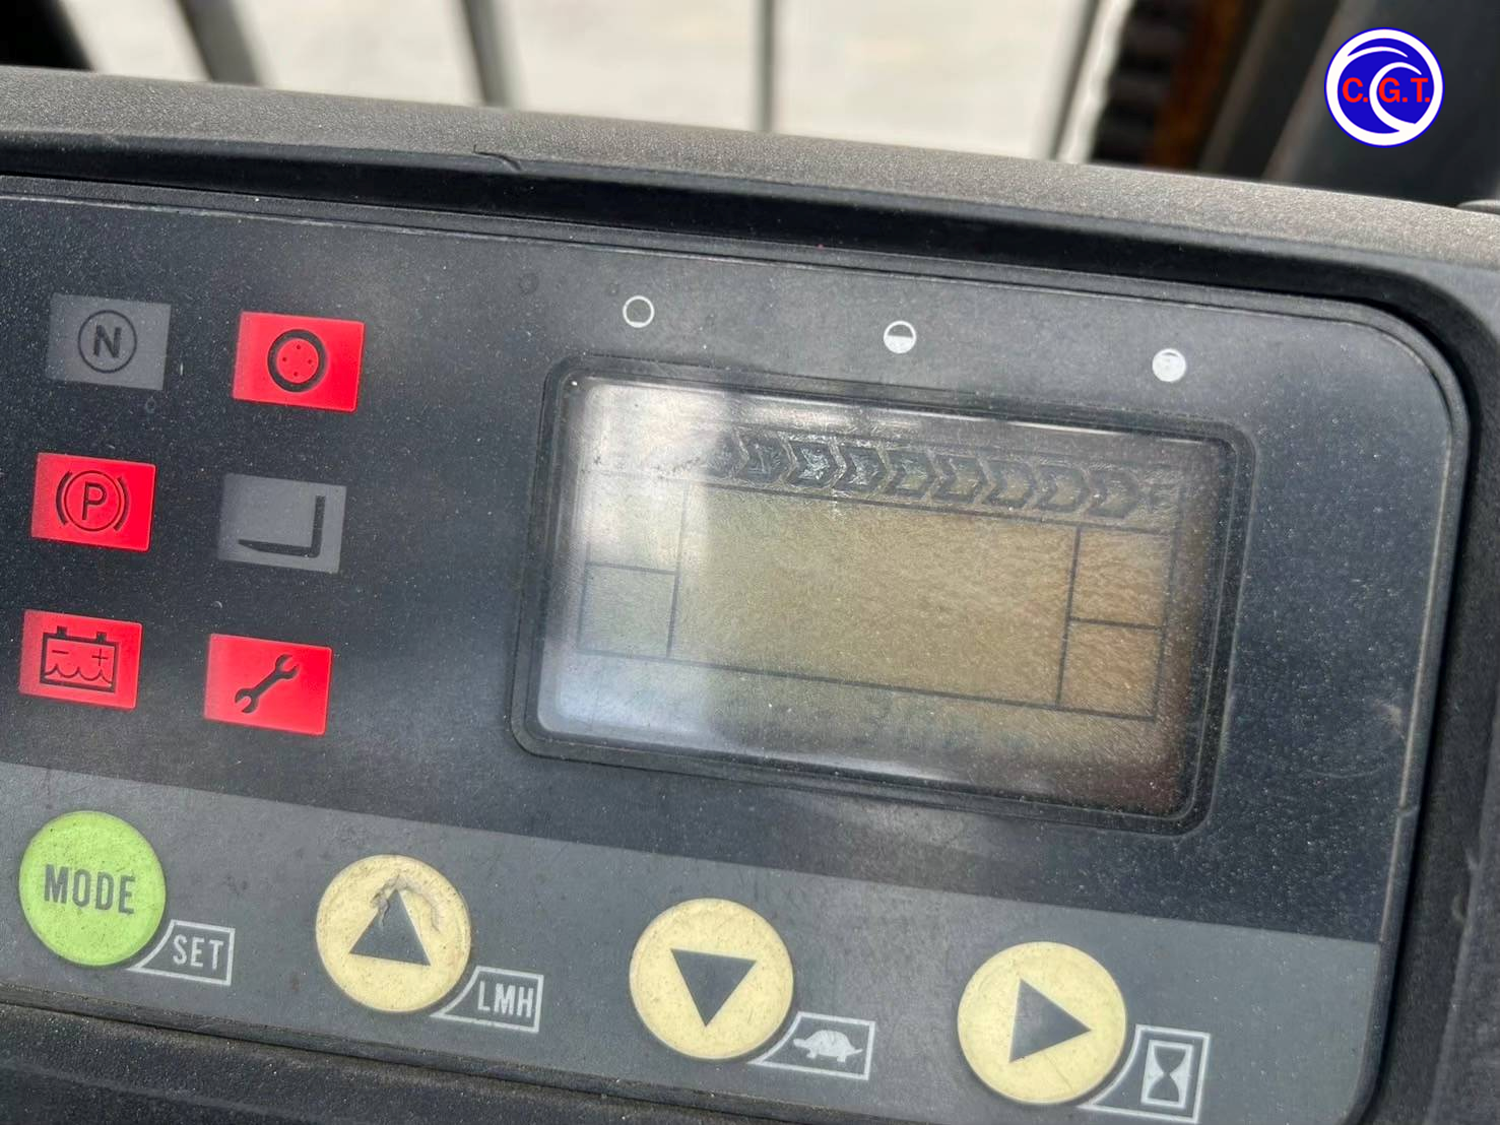 C.G.T.
N
P
- +
MODE
SET
LMH